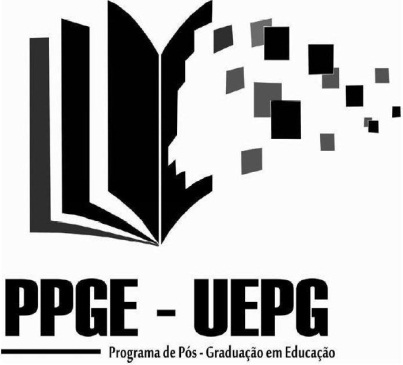 PPGE - UEPG
Programa de Pós - Graduação em Educação